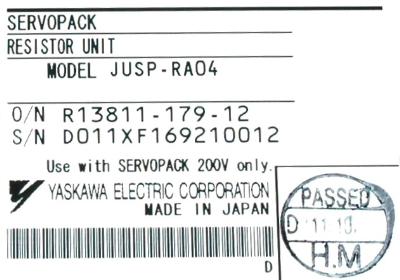 SERVOPACK
RESISTOR UNIT
MODEL JUSP-RA04
O/N R13811-179-12
S/N D011XF169210012
Use with SERVOPACK 200V only.
YASKAWA ELECTRIC CORPORATION
MADE IN JAPAN
D
PASSED
D 11.10.
H.M